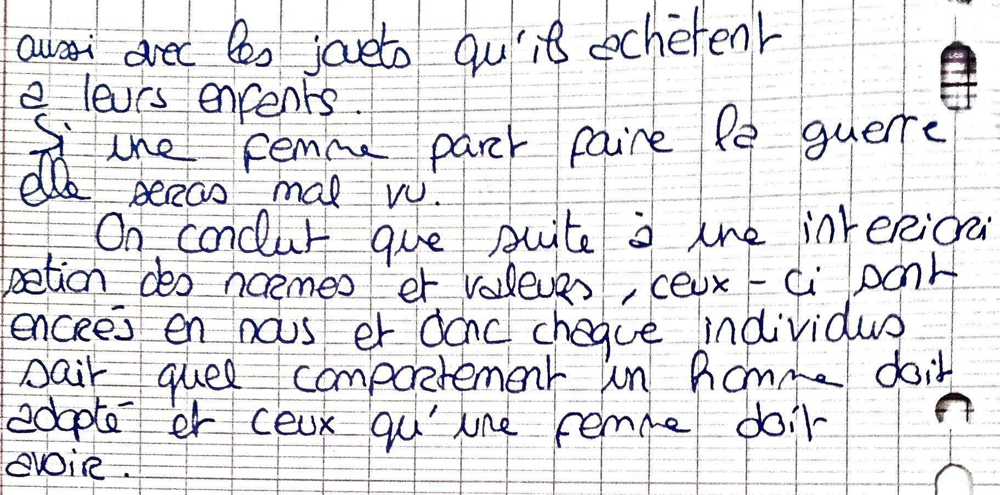 aussi avec les jouets qu'ils achètent
a leurs enfants.
Si une femme part faire la guerre
elle seras mal vu.
On conclut que suite à une interiori
sation des normes et valeurs, ceux-ci sont
encrés en nous et donc chaque individus
sait quel comportement un homme doit
adopté et ceux qu'une femme doit
avoir.